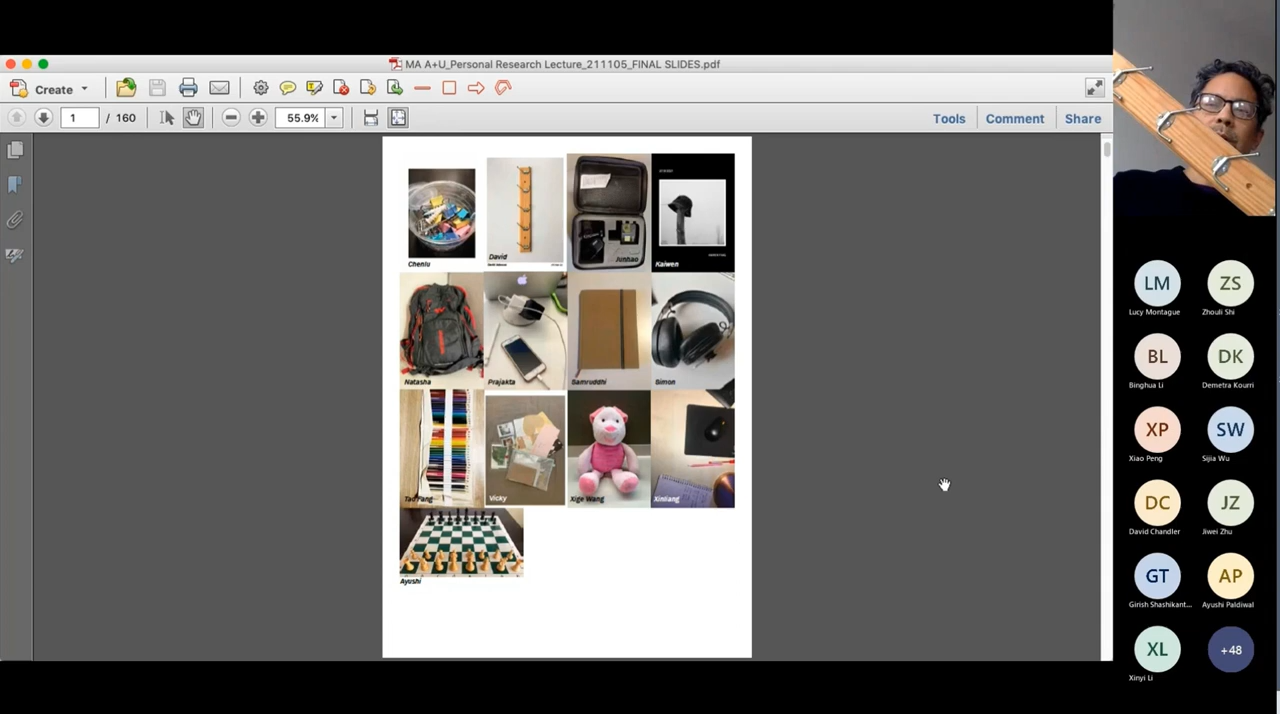 MA A+U_Personal Research Lecture_211105_FINAL SLIDES.pdf
Create
1 / 160
55.9%
Tools
Comment
Share
Chenlu
David
Junhao
Kaiwen
Natasha
Prajakta
Samruddhi
Simon
Tao Pang
Vicky
Xige Wang
Xinliang
Ayushi
LM
ZS
Lucy Montague
Zhouli Shi
BL
DK
Binghua Li
Demetra Kourri
XP
SW
Xiao Peng
Sijia Wu
DC
JZ
David Chandler
Jiwei Zhu
GT
AP
Girish Shashikant...
Ayushi Paldiwal
XL
+48
Xinyi Li